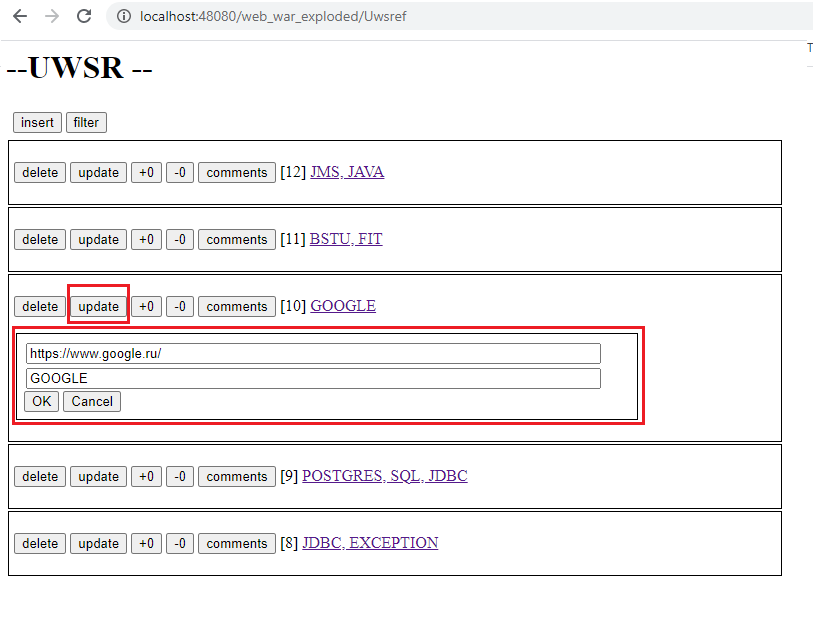 localhost:48080/web_war_exploded/Uwsref
T
--UWSR --
insert filter
delete update +0 -0 comments [12] JMS, JAVA
delete update +0 -0 comments [11] BSTU, FIT
delete update +0 -0 comments [10] GOOGLE
https://www.google.ru/
GOOGLE
OK Cancel
delete update +0 -0 comments [9] POSTGRES, SQL, JDBC
delete update +0 -0 comments [8] JDBC, EXCEPTION